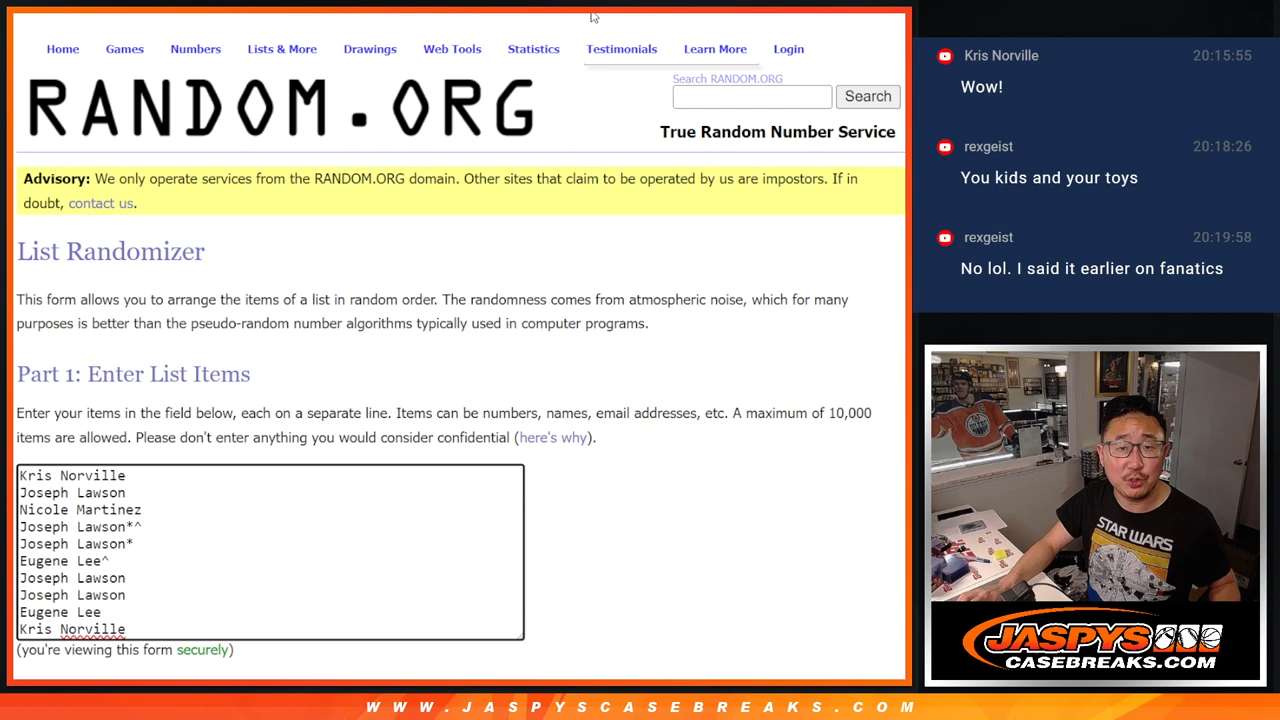 Home Games Numbers Lists & More Drawings Web Tools Statistics Testimonials Learn More Login
RANDOM.ORG
Search RANDOM.ORG
Search
True Random Number Service
Advisory: We only operate services from the RANDOM.ORG domain. Other sites that claim to be operated by us are impostors. If in
doubt, contact us.
List Randomizer
This form allows you to arrange the items of a list in random order. The randomness comes from atmospheric noise, which for many
purposes is better than the pseudo-random number algorithms typically used in computer programs.
Part 1: Enter List Items
Enter your items in the field below, each on a separate line. Items can be numbers, names, email addresses, etc. A maximum of 10,000
items are allowed. Please don't enter anything you would consider confidential (here's why).
Kris Norville
Joseph Lawson
Nicole Martinez
Joseph Lawson*^
Joseph Lawson*
Eugene Lee^
Joseph Lawson
Joseph Lawson
Eugene Lee
Kris Norville
(you're viewing this form securely)
Kris Norville 20:15:55
Wow!
rexgeist 20:18:26
You kids and your toys
rexgeist 20:19:58
No lol. I said it earlier on fanatics
STAR WARS
JASPYS
CASEBREAKS.COM
WWW.JASPYSCASEBREAKS.COM